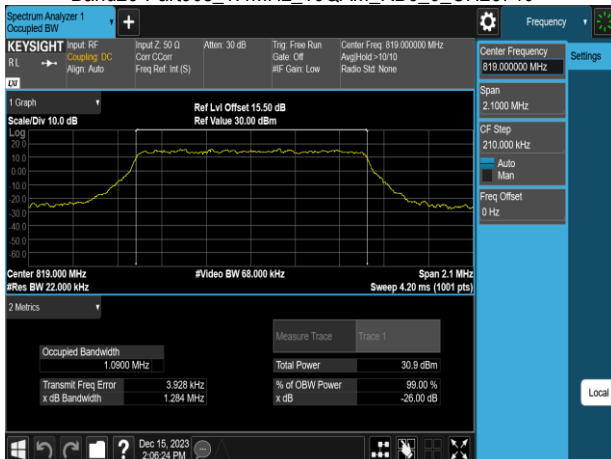 Spectrum Analyzer 1
Occupied BW
Frequency
KEYSIGHT
Input: RF
Coupling: DC
Align: Auto
Input Z: 50 Ω
Corr CCorr
Freq Ref: Int (S)
Atten: 30 dB
Trig: Free Run
Gate: Off
#IF Gain: Low
Center Freq: 819.000000 MHz
Avg|Hold:>10/10
Radio Std: None
RL
LXI
Center Frequency
819.000000 MHz
Settings
Span
2.1000 MHz
CF Step
210.000 kHz
Auto
Man
Freq Offset
0 Hz
1 Graph
Ref Lvl Offset 15.50 dB
Scale/Div 10.0 dB
Ref Value 30.00 dBm
Log
20.0
10.0
0.00
-10.0
-20.0
-30.0
-40.0
-50.0
-60.0
Center 819.000 MHz
#Video BW 68.000 kHz
Span 2.1 MHz
#Res BW 22.000 kHz
Sweep 4.20 ms (1001 pts)
2 Metrics
Measure Trace
Trace 1
Occupied Bandwidth
1.0900 MHz
Total Power
30.9 dBm
Transmit Freq Error
3.928 kHz
% of OBW Power
99.00 %
x dB Bandwidth
1.284 MHz
x dB
-26.00 dB
Local
Dec 15, 2023
2:06:24 PM